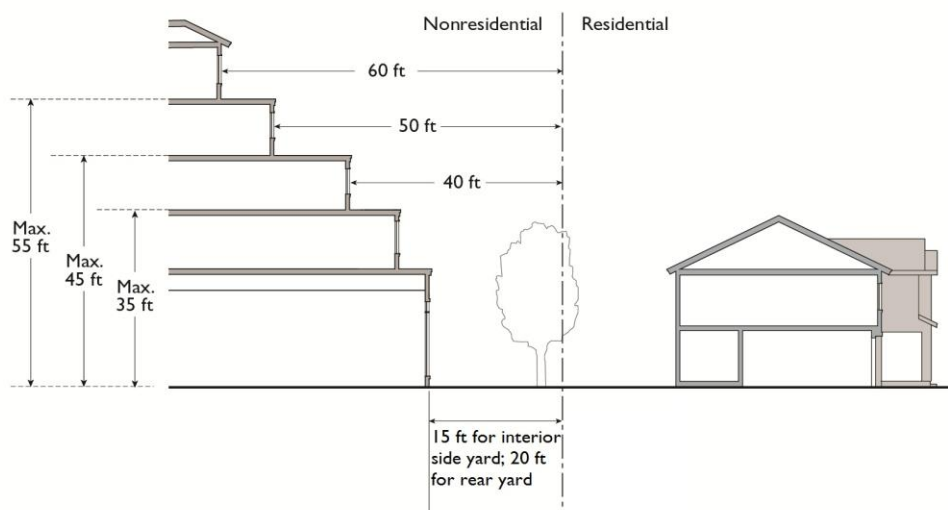 Nonresidential
Residential
60 ft
50 ft
40 ft
Max.
55 ft
Max.
45 ft
Max.
35 ft
15 ft for interior
side yard; 20 ft
for rear yard